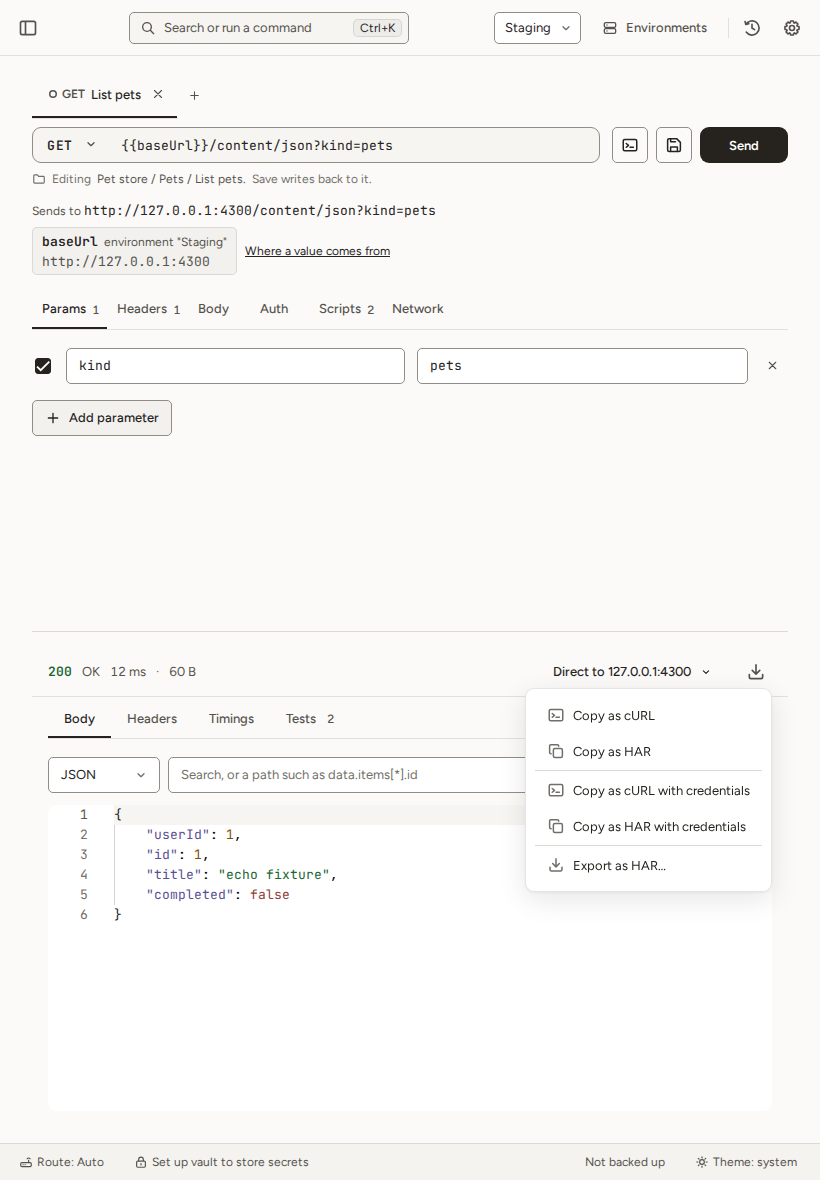 Search or run a command Ctrl+K Staging Environments
GET List pets
GET {{baseUrl}}/content/json?kind=pets Send
Editing Pet store / Pets / List pets. Save writes back to it.
Sends to http://127.0.0.1:4300/content/json?kind=pets
baseUrl environment "Staging"
http://127.0.0.1:4300
Where a value comes from
Params 1 Headers 1 Body Auth Scripts 2 Network
kind pets
Add parameter
200 OK 12 ms · 60 B Direct to 127.0.0.1:4300
Body Headers Timings Tests 2
JSON Search, or a path such as data.items[*].id
1 {
2 "userId": 1,
3 "id": 1,
4 "title": "echo fixture",
5 "completed": false
6 }
Copy as cURL
Copy as HAR
Copy as cURL with credentials
Copy as HAR with credentials
Export as HAR...
Route: Auto Set up vault to store secrets Not backed up Theme: system